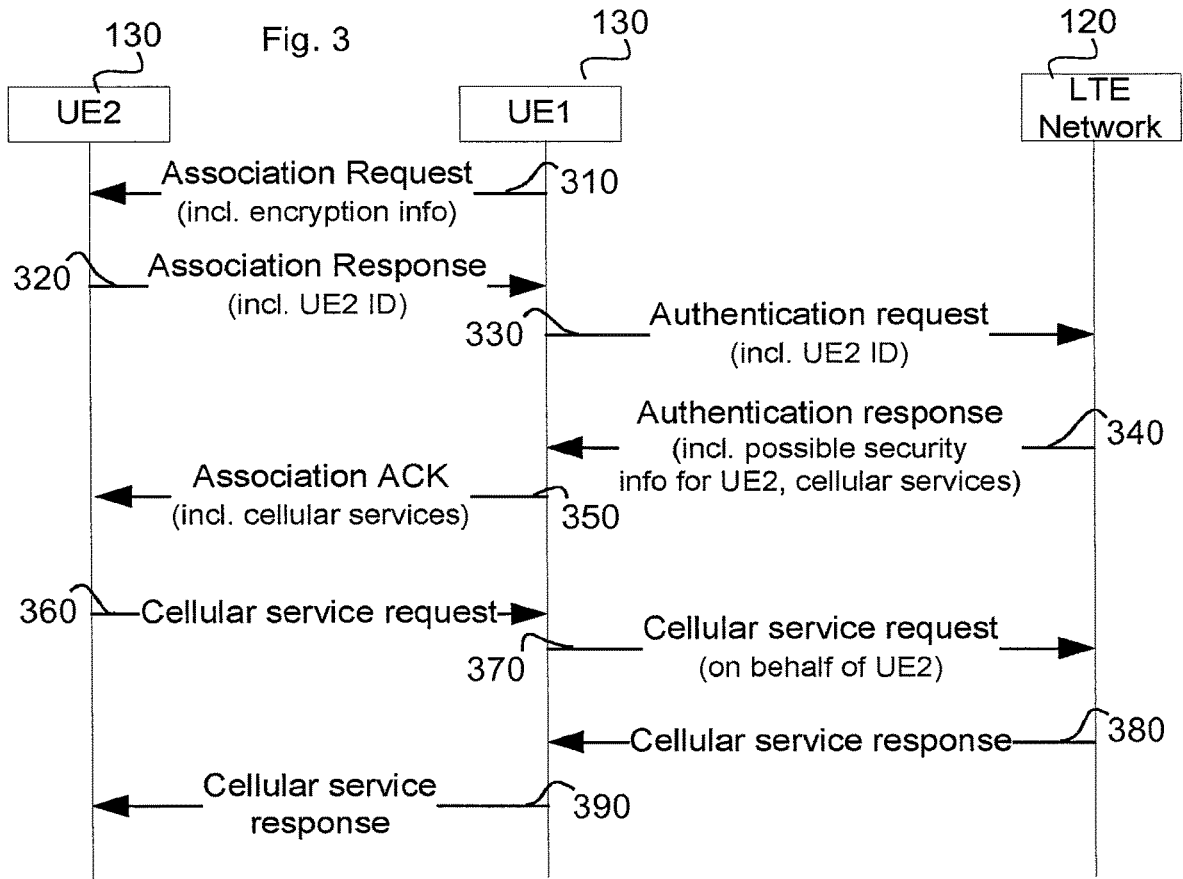 130
Fig. 3
130
120
UE2
UE1
LTE
Network
Association Request
(incl. encryption info)
310
320
Association Response
(incl. UE2 ID)
330
Authentication request
(incl. UE2 ID)
Authentication response
(incl. possible security
info for UE2, cellular services)
340
Association ACK
(incl. cellular services)
350
360
Cellular service request
370
Cellular service request
(on behalf of UE2)
Cellular service response
380
Cellular service
response
390